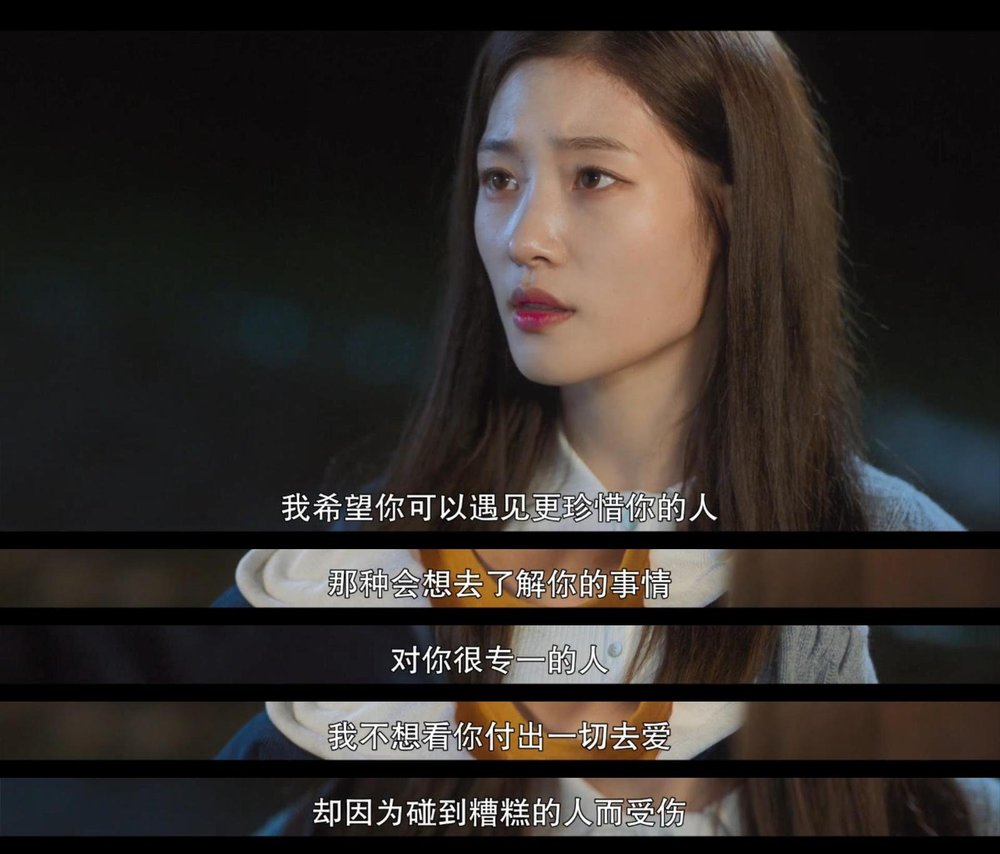 我希望你可以遇见更珍惜你的人
那种会想去了解你的事情
对你很专一的人
我不想看你付出一切去爱
却因为碰到糟糕的人而受伤